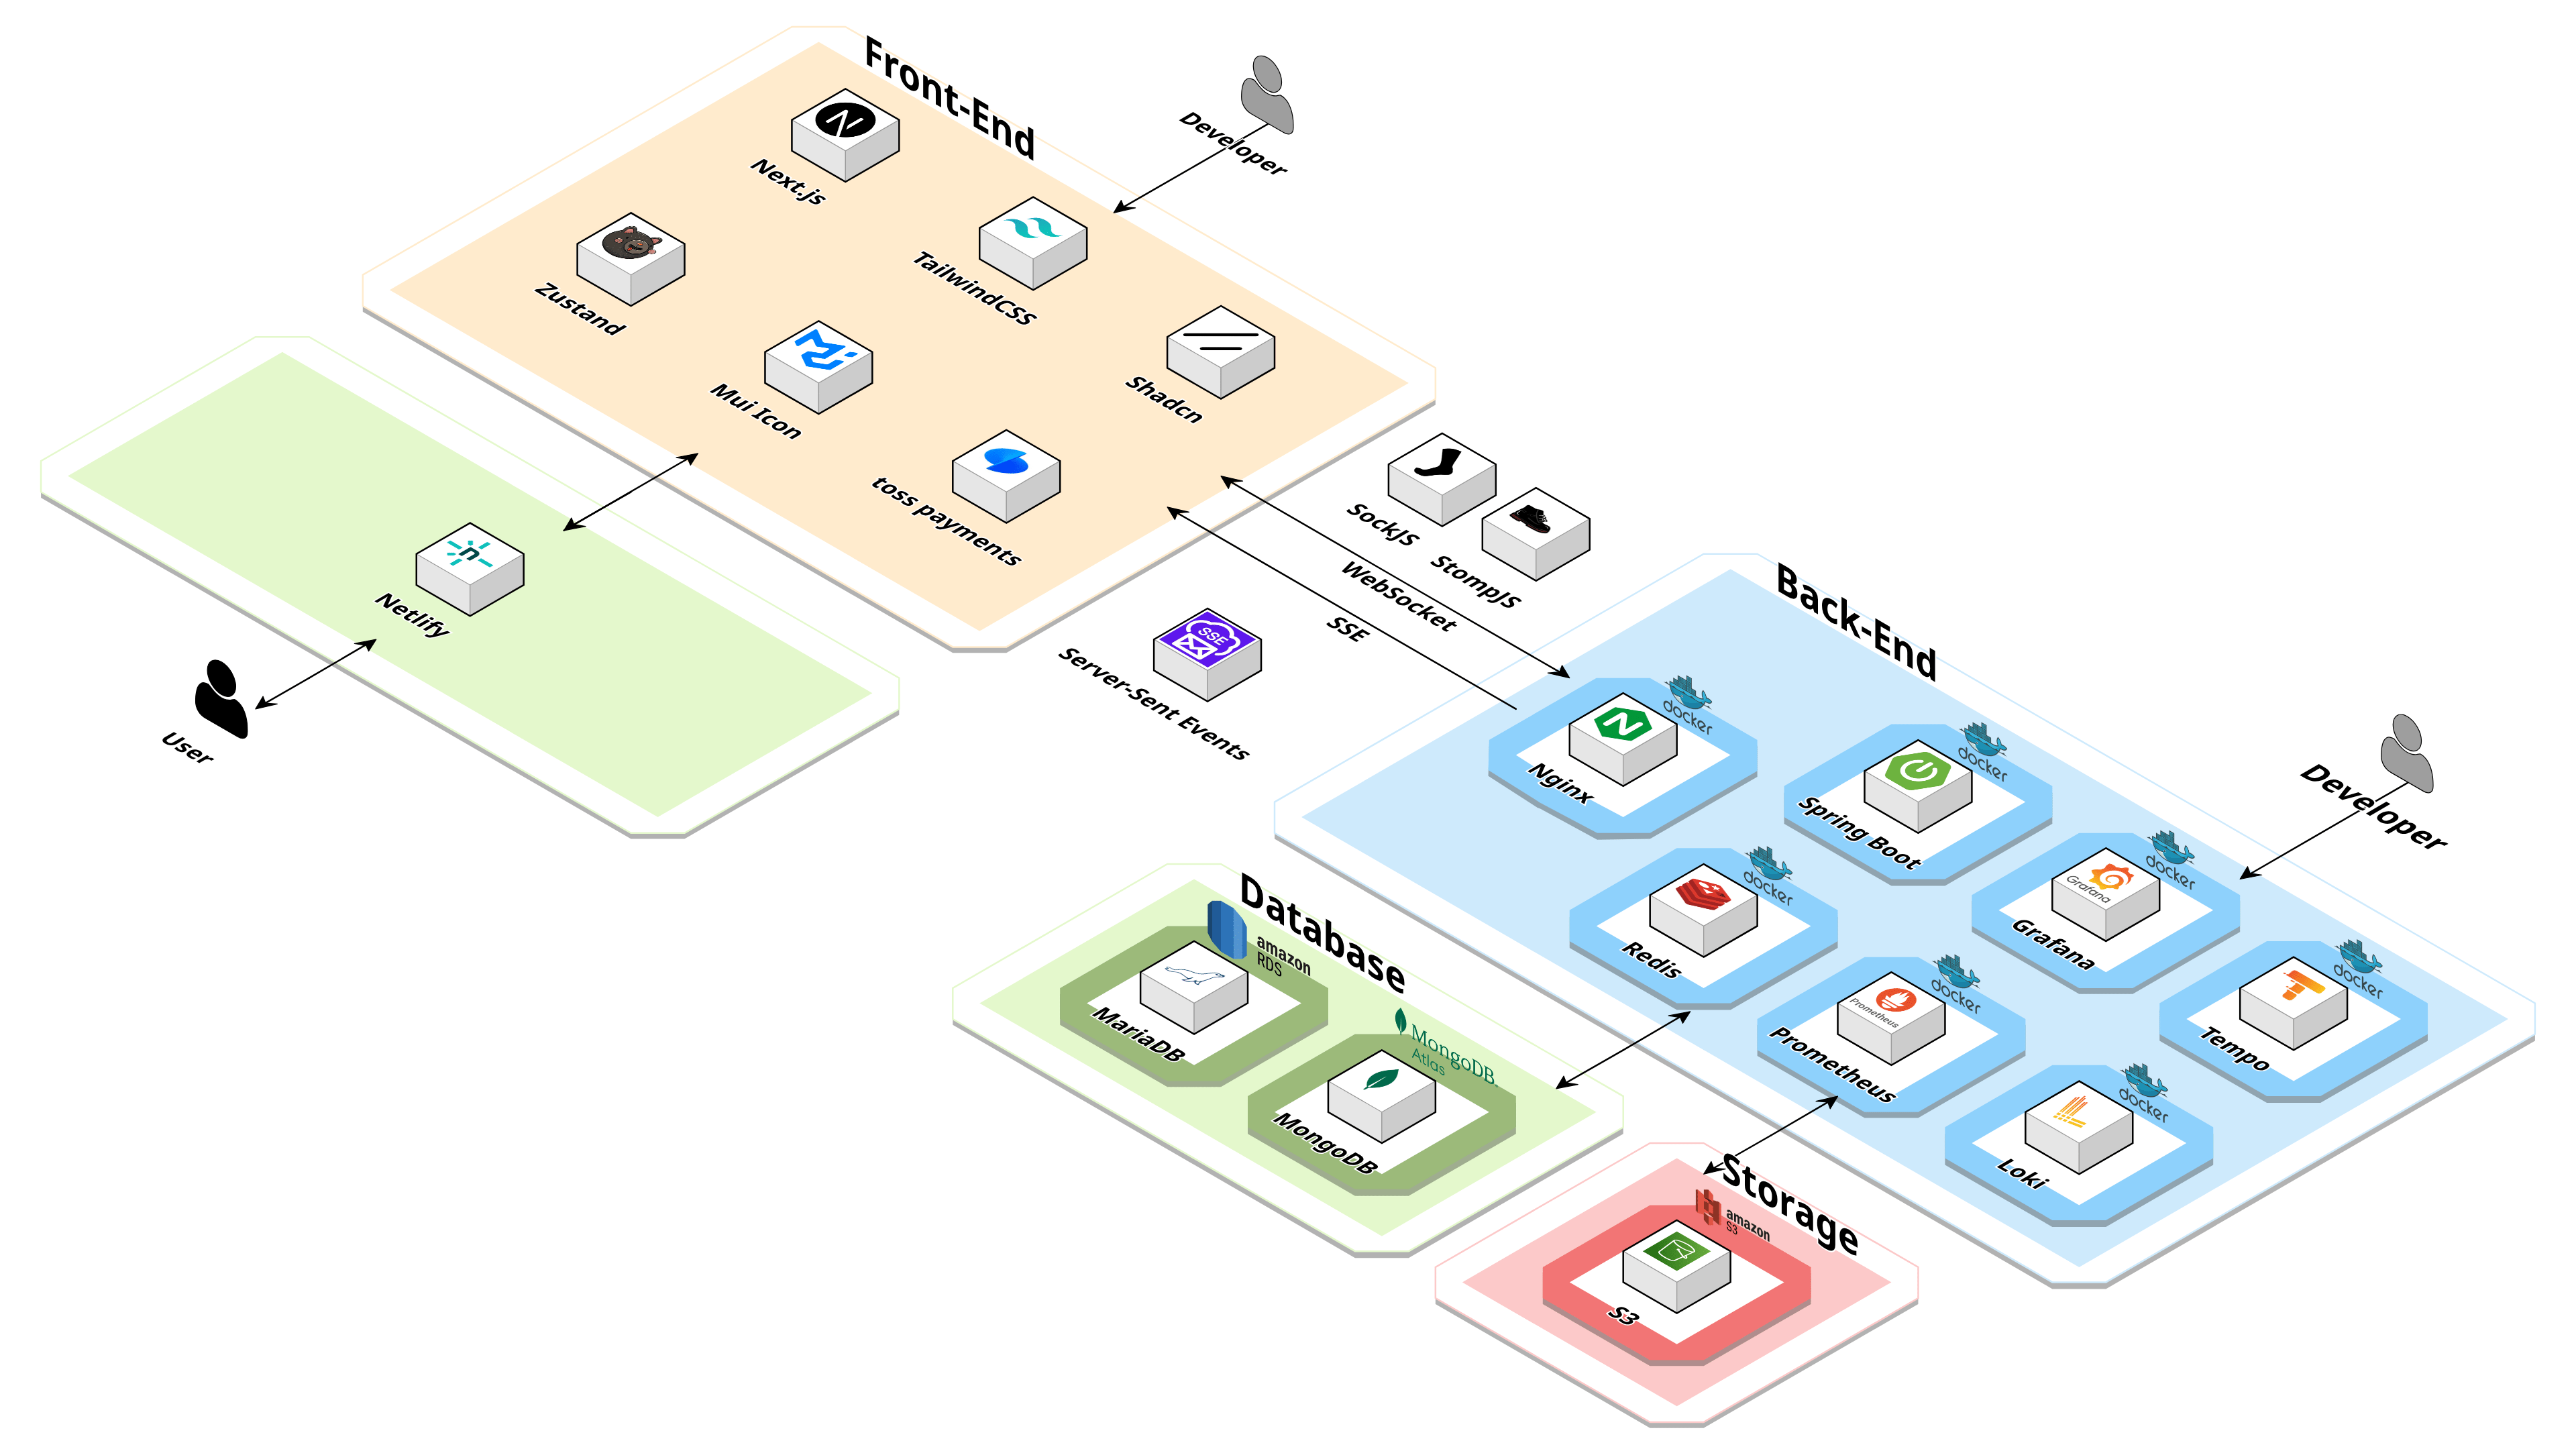 Front-End
Next.js
Zustand
TailwindCSS
Mui Icon
Shadcn
toss payments
Developer
n
Netlify
User
SockJS
StompJS
WebSocket
SSE
SSE
Server-Sent Events
Back-End
docker
Nginx
docker
Spring Boot
docker
Redis
docker
Grafana
Grafana
docker
Prometheus
Prometheus
docker
Tempo
docker
Loki
Developer
Database
amazon
RDS
MariaDB
MongoDB.
Atlas
MongoDB
Storage
amazon
S3
S3